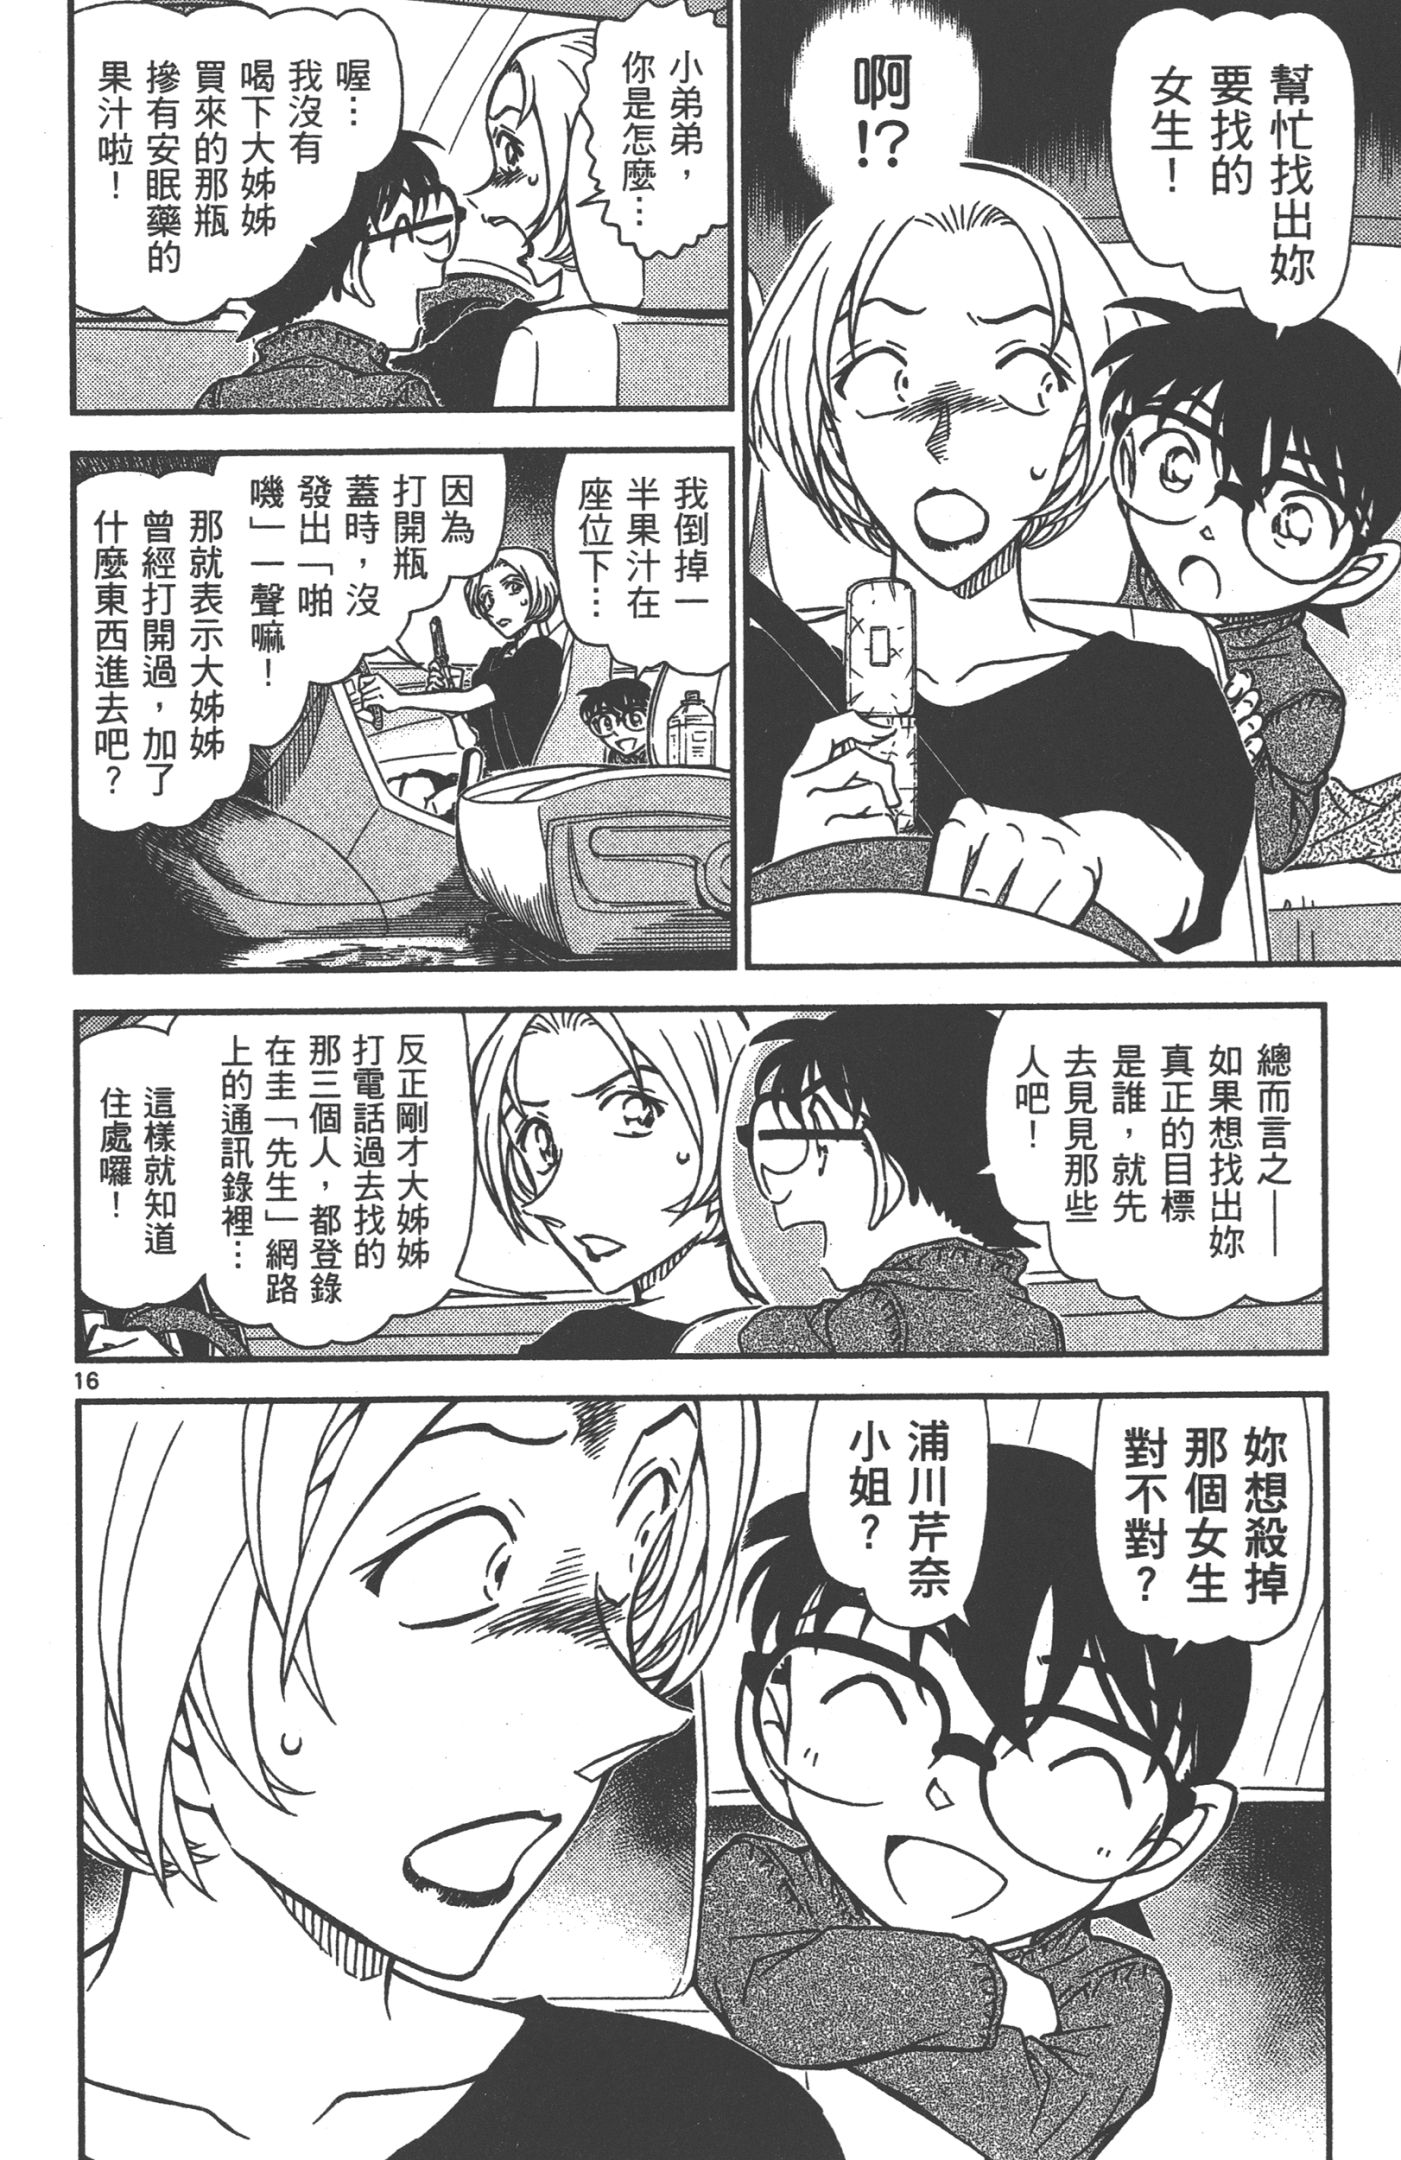 幫忙找出妳
要找的
女生！
啊!?
小弟弟，
你是怎麼…
喔…
我沒有
喝下大姊姊
買來的那瓶
摻有安眠藥的
果汁啦！
我倒掉一
半果汁在
座位下…
因為
打開瓶
蓋時，沒
發出「啪
嘰」一聲嘛！
那就表示大姊姊
曾經打開過，加了
什麼東西進去吧？
總而言之——
如果想找出妳
真正的目標
是誰，就先
去見見那些
人吧！
反正剛才大姊姊
打電話過去找的
那三個人，都登錄
在圭「先生」網路
上的通訊錄裡…
這樣就知道
住處囉！
16
妳想殺掉
那個女生
對不對？
浦川芹奈
小姐？